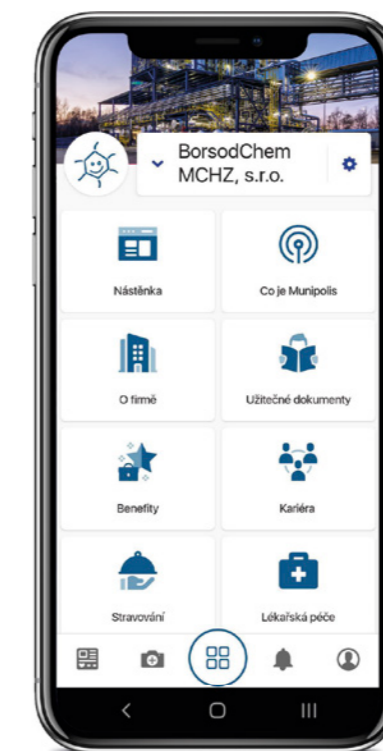 BorsodChem
MCHZ, s.r.o.
Nástěnka
Co je Munipolis
O firmě
Užitečné dokumenty
Benefity
Kariéra
Stravování
Lékařská péče